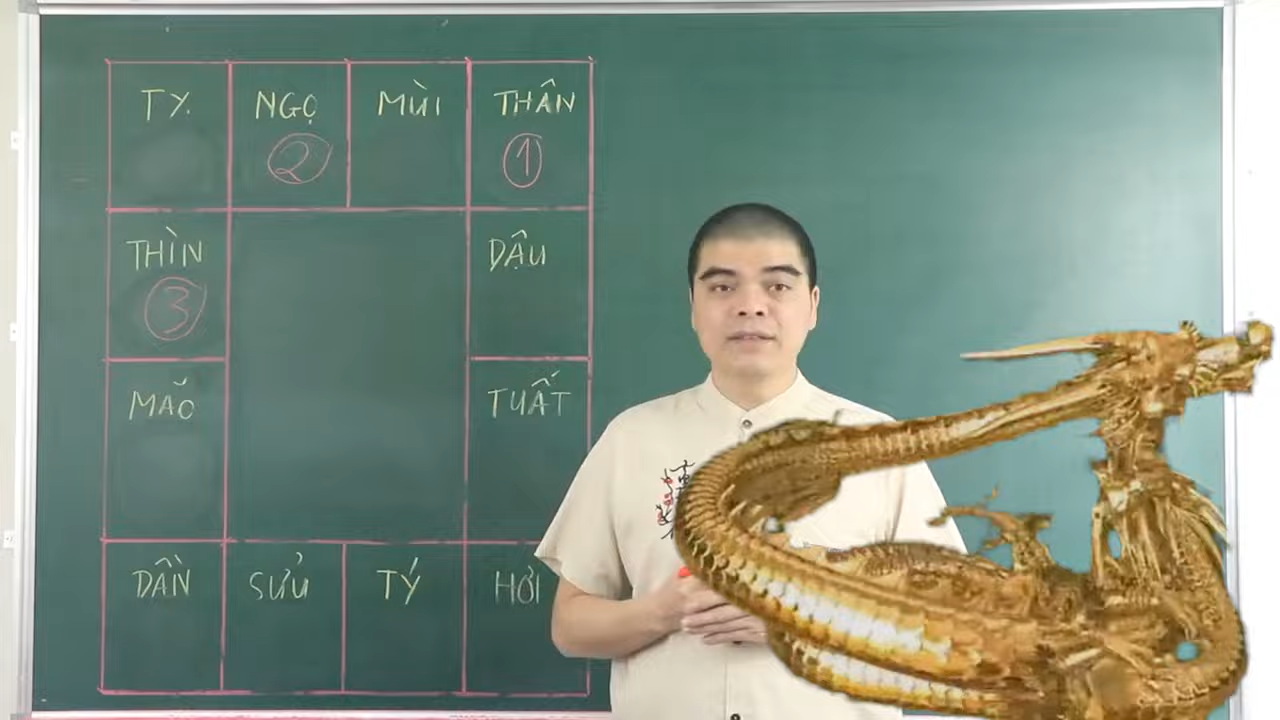 TỴ NGỌ MÙI THÂN
2 1
THÌN DẬU
3
MÃO TUẤT
DẦN SỬU TÝ HỢI